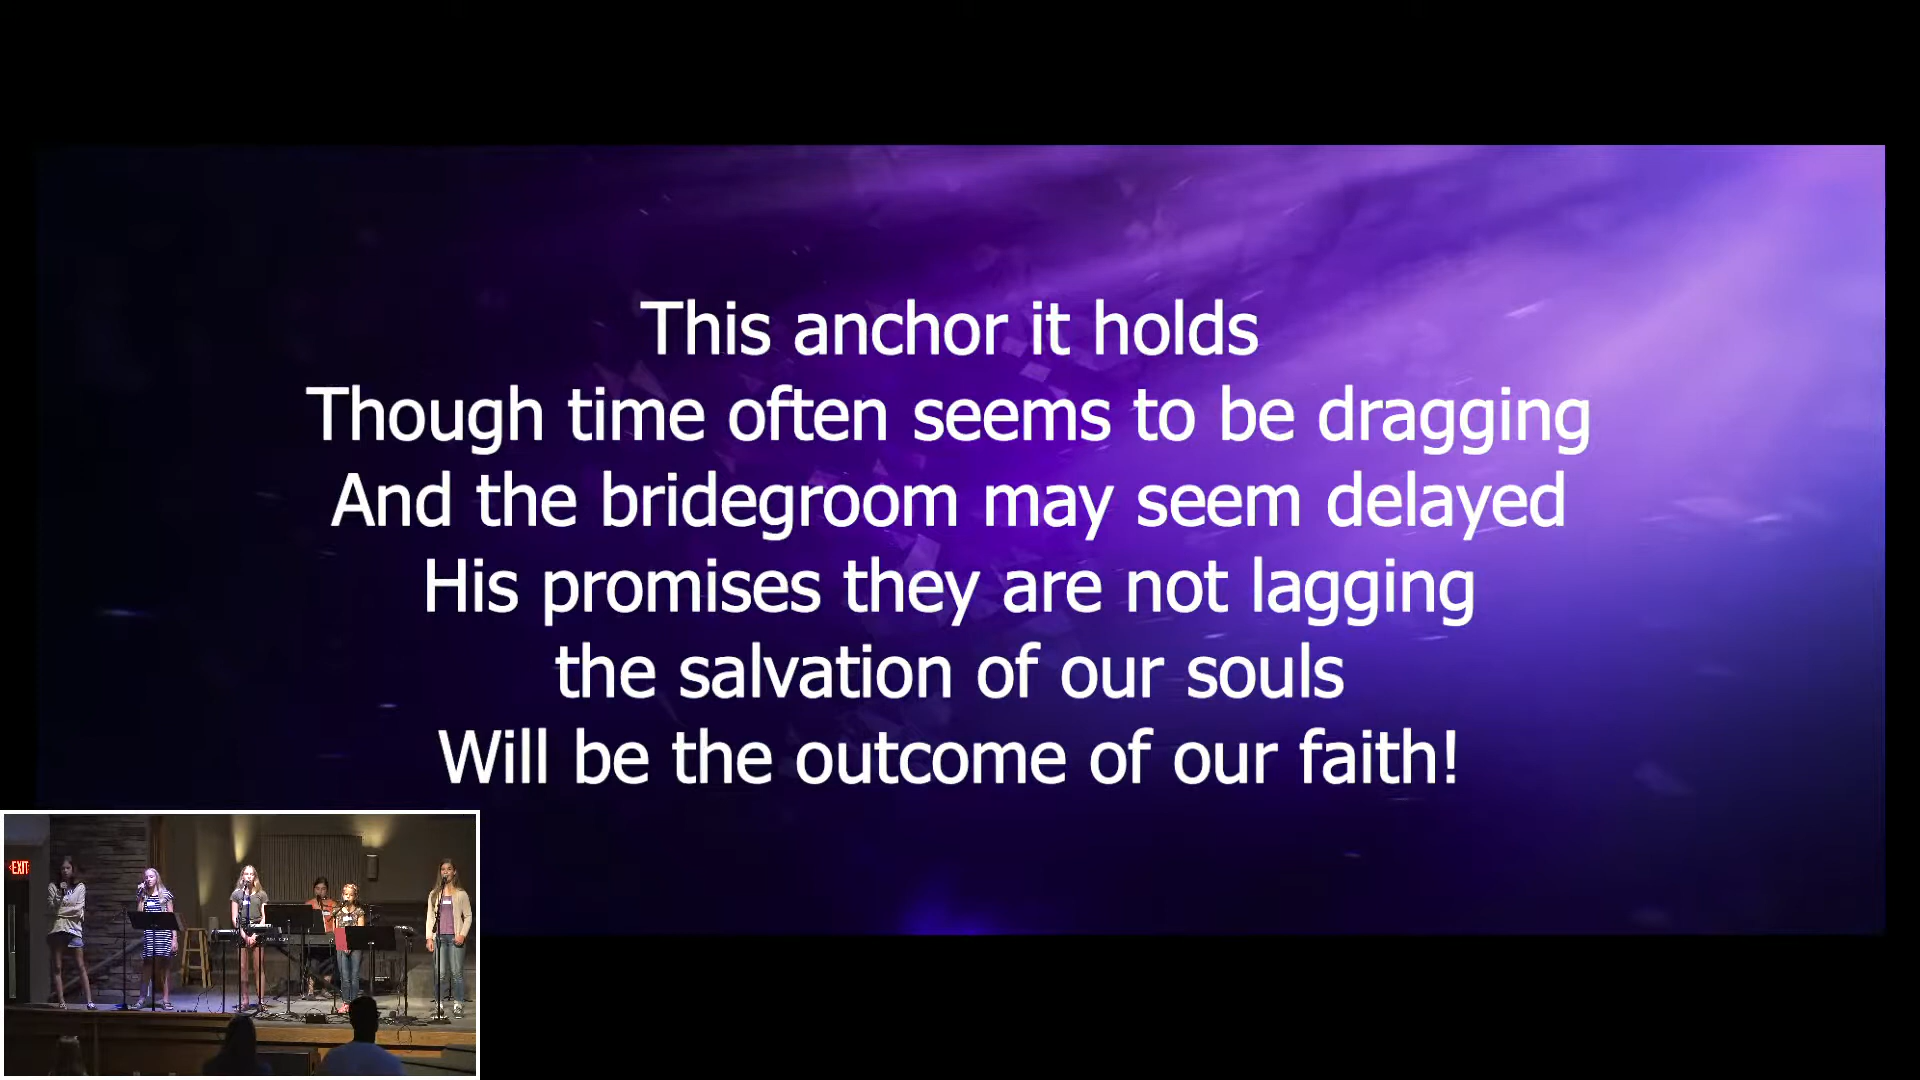 This anchor it holds
Though time often seems to be dragging
And the bridegroom may seem delayed
His promises they are not lagging
the salvation of our souls
Will be the outcome of our faith!
EXIT